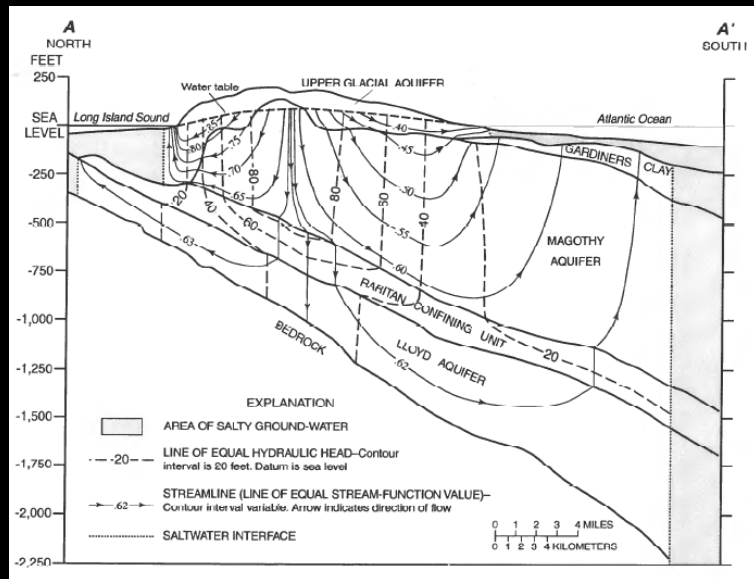 A
NORTH
FEET
A'
SOUTH
250
SEA
LEVEL
-250
-500
-750
-1,000
-1,250
-1,500
-1,750
-2,000
-2,250
Water table
UPPER GLACIAL AQUIFER
Long Island Sound
Atlantic Ocean
.85
.80
.75
.70
.65
80
20
40
60
.63
80
60
40
.40
.45
.50
.55
.60
GARDINERS CLAY
MAGOTHY
AQUIFER
RARITAN CONFINING UNIT
-20-
LLOYD AQUIFER
.62
BEDROCK
EXPLANATION
AREA OF SALTY GROUND-WATER
-20- LINE OF EQUAL HYDRAULIC HEAD–Contour
interval is 20 feet. Datum is sea level
.62 STREAMLINE (LINE OF EQUAL STREAM-FUNCTION VALUE)–
Contour interval variable. Arrow indicates direction of flow
SALTWATER INTERFACE
0 1 2 3 4 MILES
0 1 2 3 4 KILOMETERS